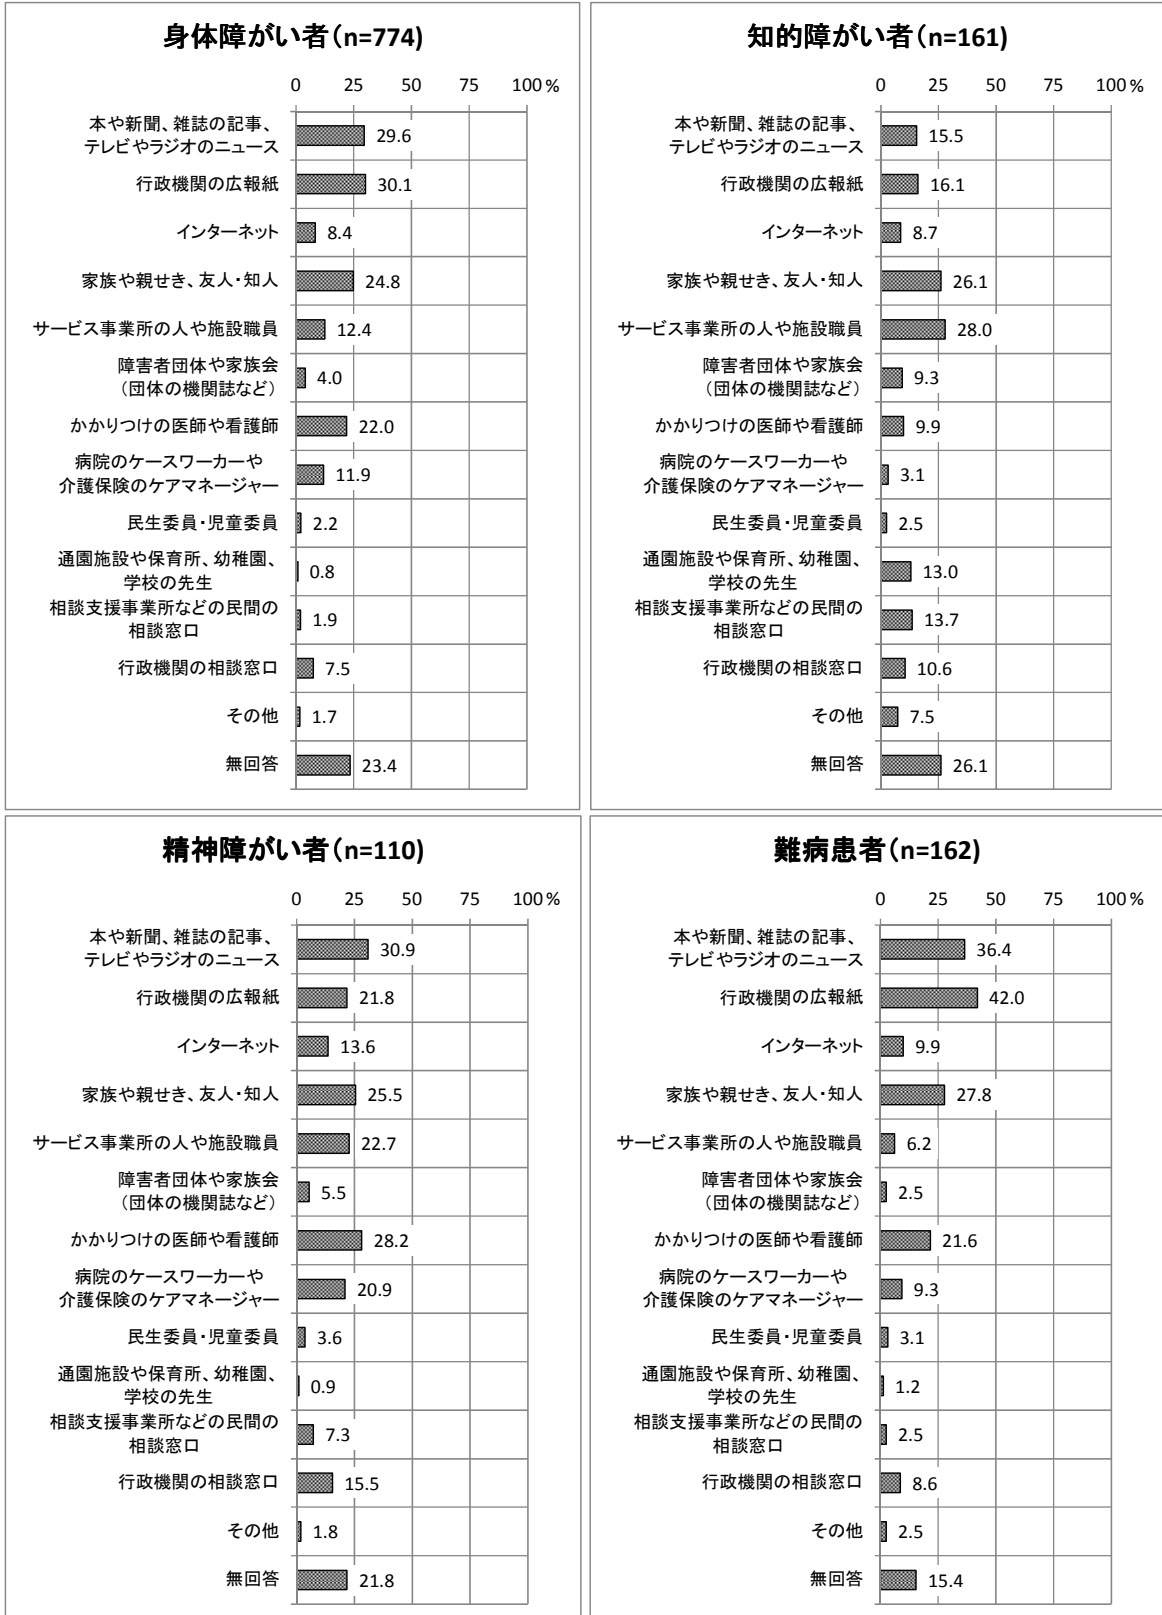 身体障がい者(n=774)
0 25 50 75 100%
本や新聞、雑誌の記事、
テレビやラジオのニュース
29.6
行政機関の広報紙 30.1
インターネット 8.4
家族や親せき、友人・知人 24.8
サービス事業所の人や施設職員 12.4
障害者団体や家族会
(団体の機関誌など)
4.0
かかりつけの医師や看護師 22.0
病院のケースワーカーや
介護保険のケアマネージャー
11.9
民生委員・児童委員 2.2
通園施設や保育所、幼稚園、
学校の先生
0.8
相談支援事業所などの民間の
相談窓口
1.9
行政機関の相談窓口 7.5
その他 1.7
無回答 23.4
知的障がい者(n=161)
0 25 50 75 100%
本や新聞、雑誌の記事、
テレビやラジオのニュース
15.5
行政機関の広報紙 16.1
インターネット 8.7
家族や親せき、友人・知人 26.1
サービス事業所の人や施設職員 28.0
障害者団体や家族会
(団体の機関誌など)
9.3
かかりつけの医師や看護師 9.9
病院のケースワーカーや
介護保険のケアマネージャー
3.1
民生委員・児童委員 2.5
通園施設や保育所、幼稚園、
学校の先生
13.0
相談支援事業所などの民間の
相談窓口
13.7
行政機関の相談窓口 10.6
その他 7.5
無回答 26.1
精神障がい者(n=110)
0 25 50 75 100%
本や新聞、雑誌の記事、
テレビやラジオのニュース
30.9
行政機関の広報紙 21.8
インターネット 13.6
家族や親せき、友人・知人 25.5
サービス事業所の人や施設職員 22.7
障害者団体や家族会
(団体の機関誌など)
5.5
かかりつけの医師や看護師 28.2
病院のケースワーカーや
介護保険のケアマネージャー
20.9
民生委員・児童委員 3.6
通園施設や保育所、幼稚園、
学校の先生
0.9
相談支援事業所などの民間の
相談窓口
7.3
行政機関の相談窓口 15.5
その他 1.8
無回答 21.8
難病患者(n=162)
0 25 50 75 100%
本や新聞、雑誌の記事、
テレビやラジオのニュース
36.4
行政機関の広報紙 42.0
インターネット 9.9
家族や親せき、友人・知人 27.8
サービス事業所の人や施設職員 6.2
障害者団体や家族会
(団体の機関誌など)
2.5
かかりつけの医師や看護師 21.6
病院のケースワーカーや
介護保険のケアマネージャー
9.3
民生委員・児童委員 3.1
通園施設や保育所、幼稚園、
学校の先生
1.2
相談支援事業所などの民間の
相談窓口
2.5
行政機関の相談窓口 8.6
その他 2.5
無回答 15.4